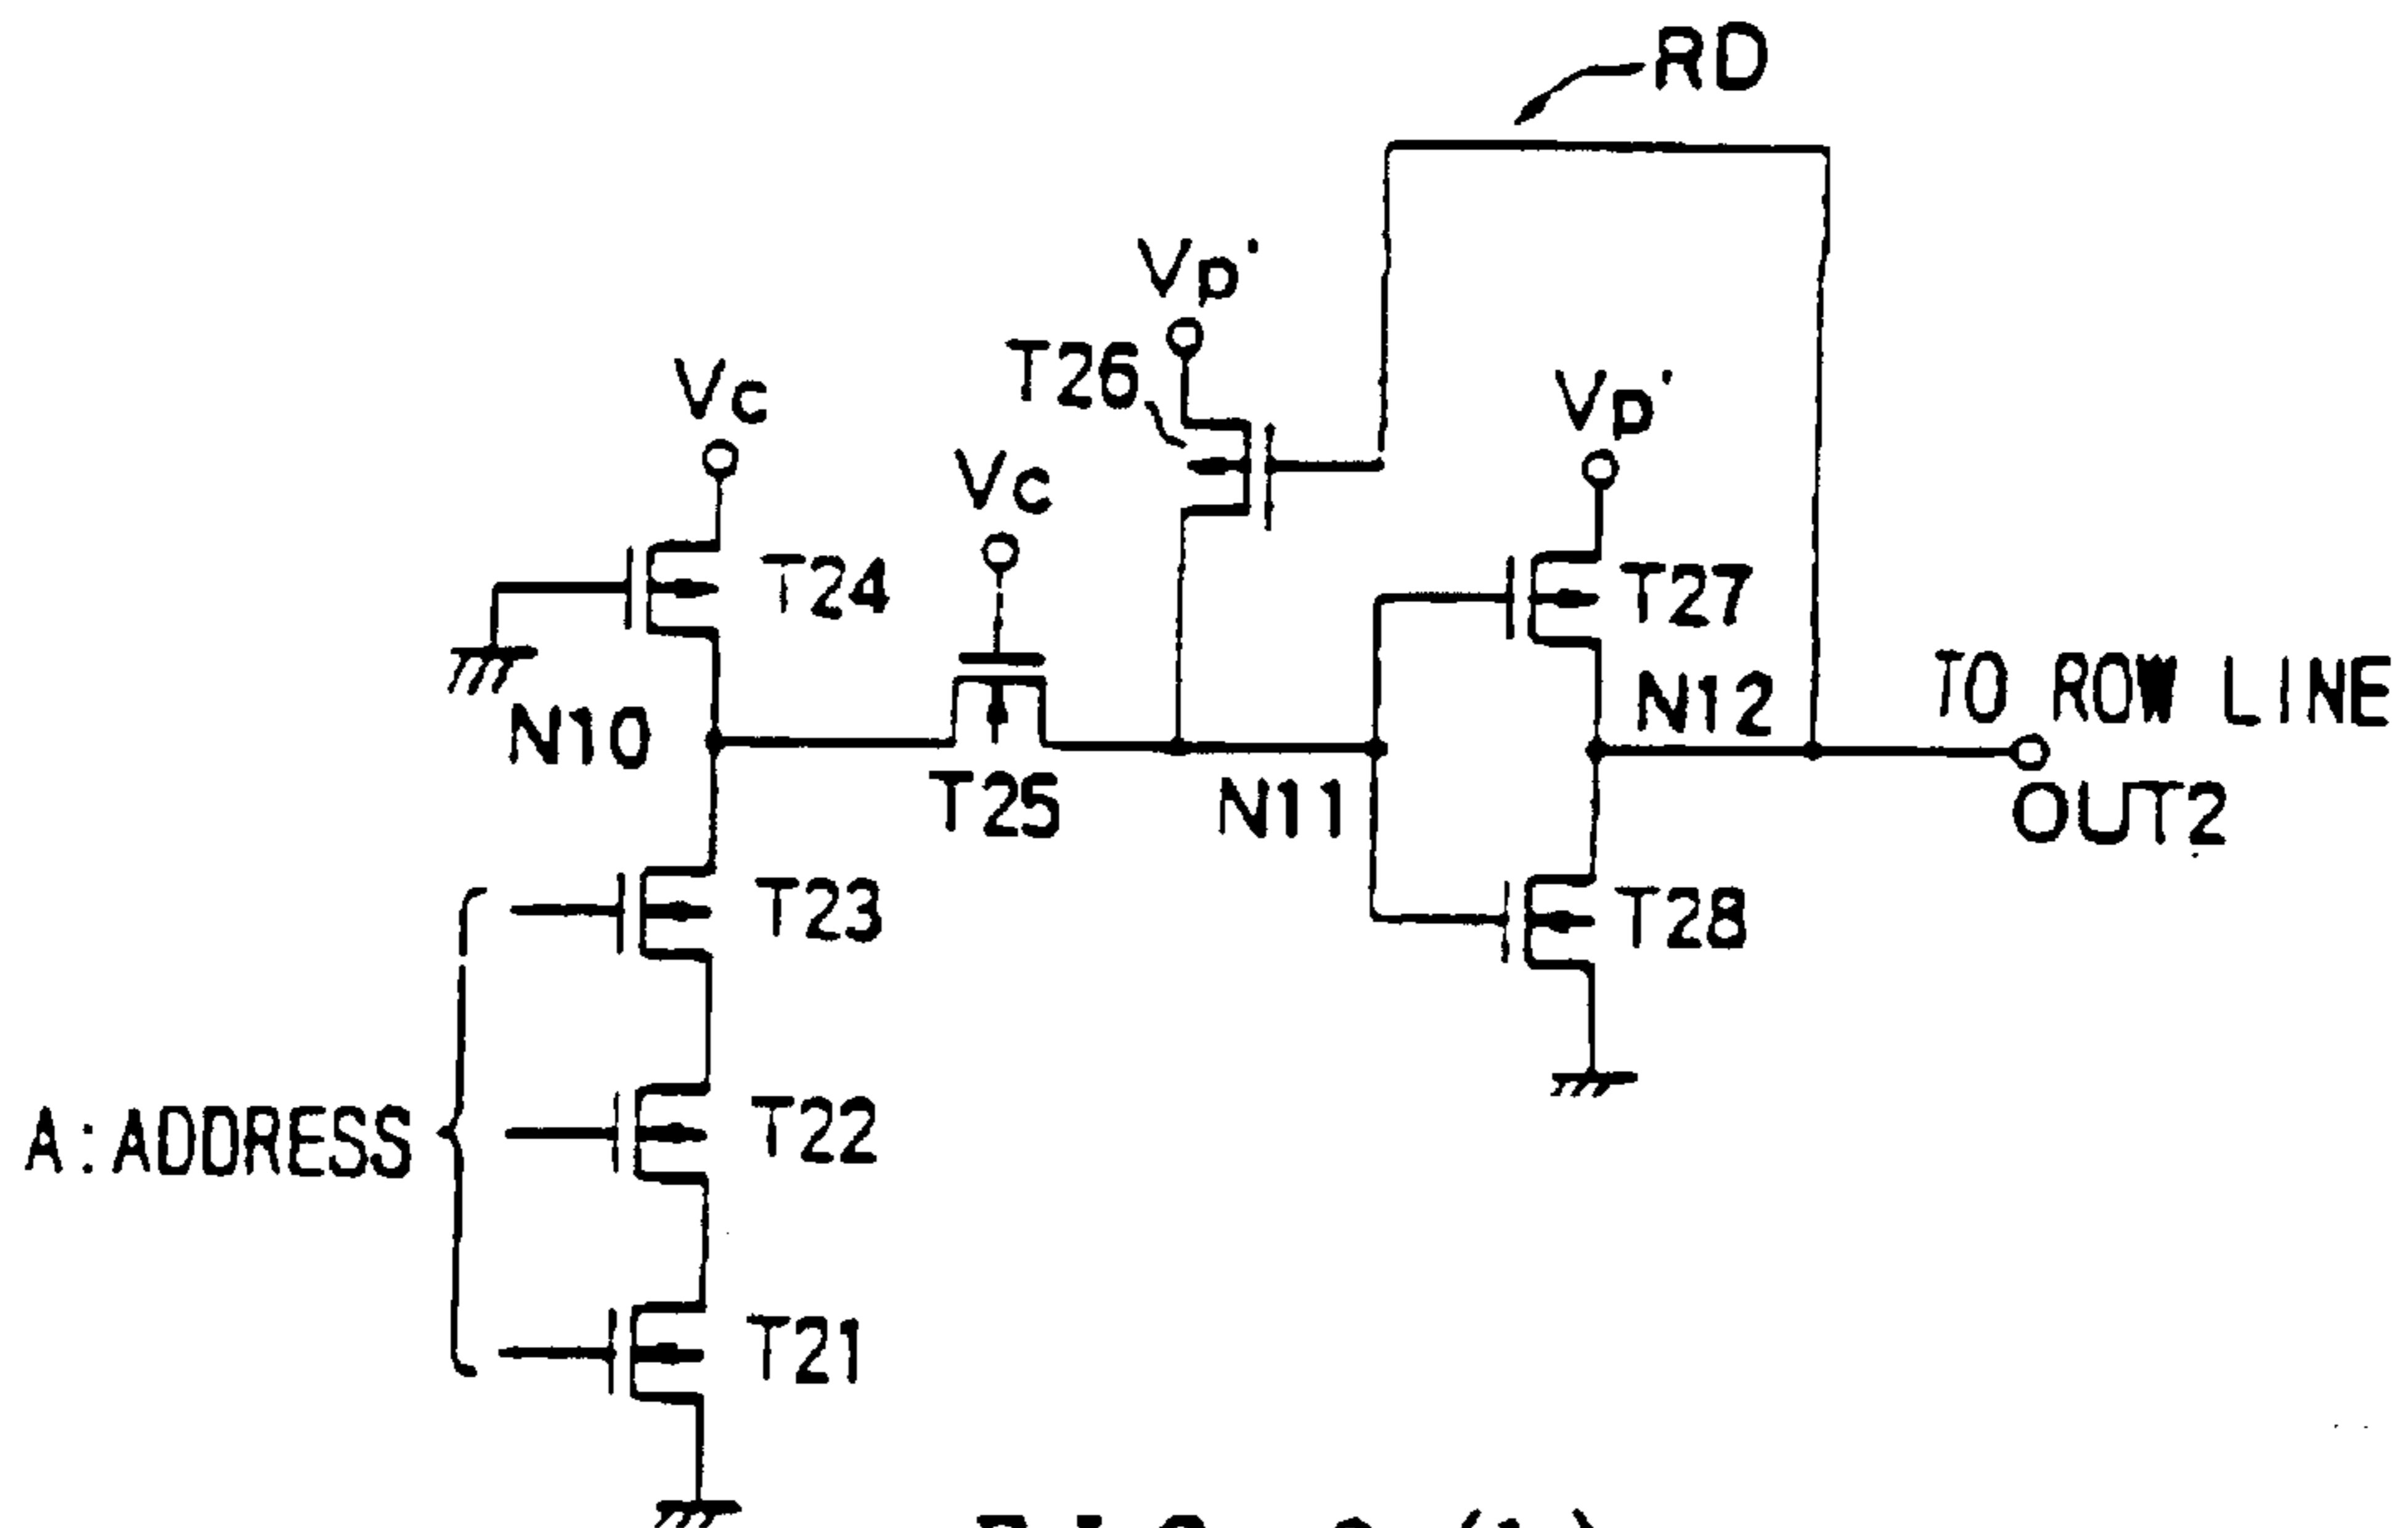 RD
Vp'
T26
Vc
Vc
Vp'
T24
T27
N10
N12
TO ROW LINE
T25
N11
OUT2
T23
T28
A:ADDRESS
T22
T21